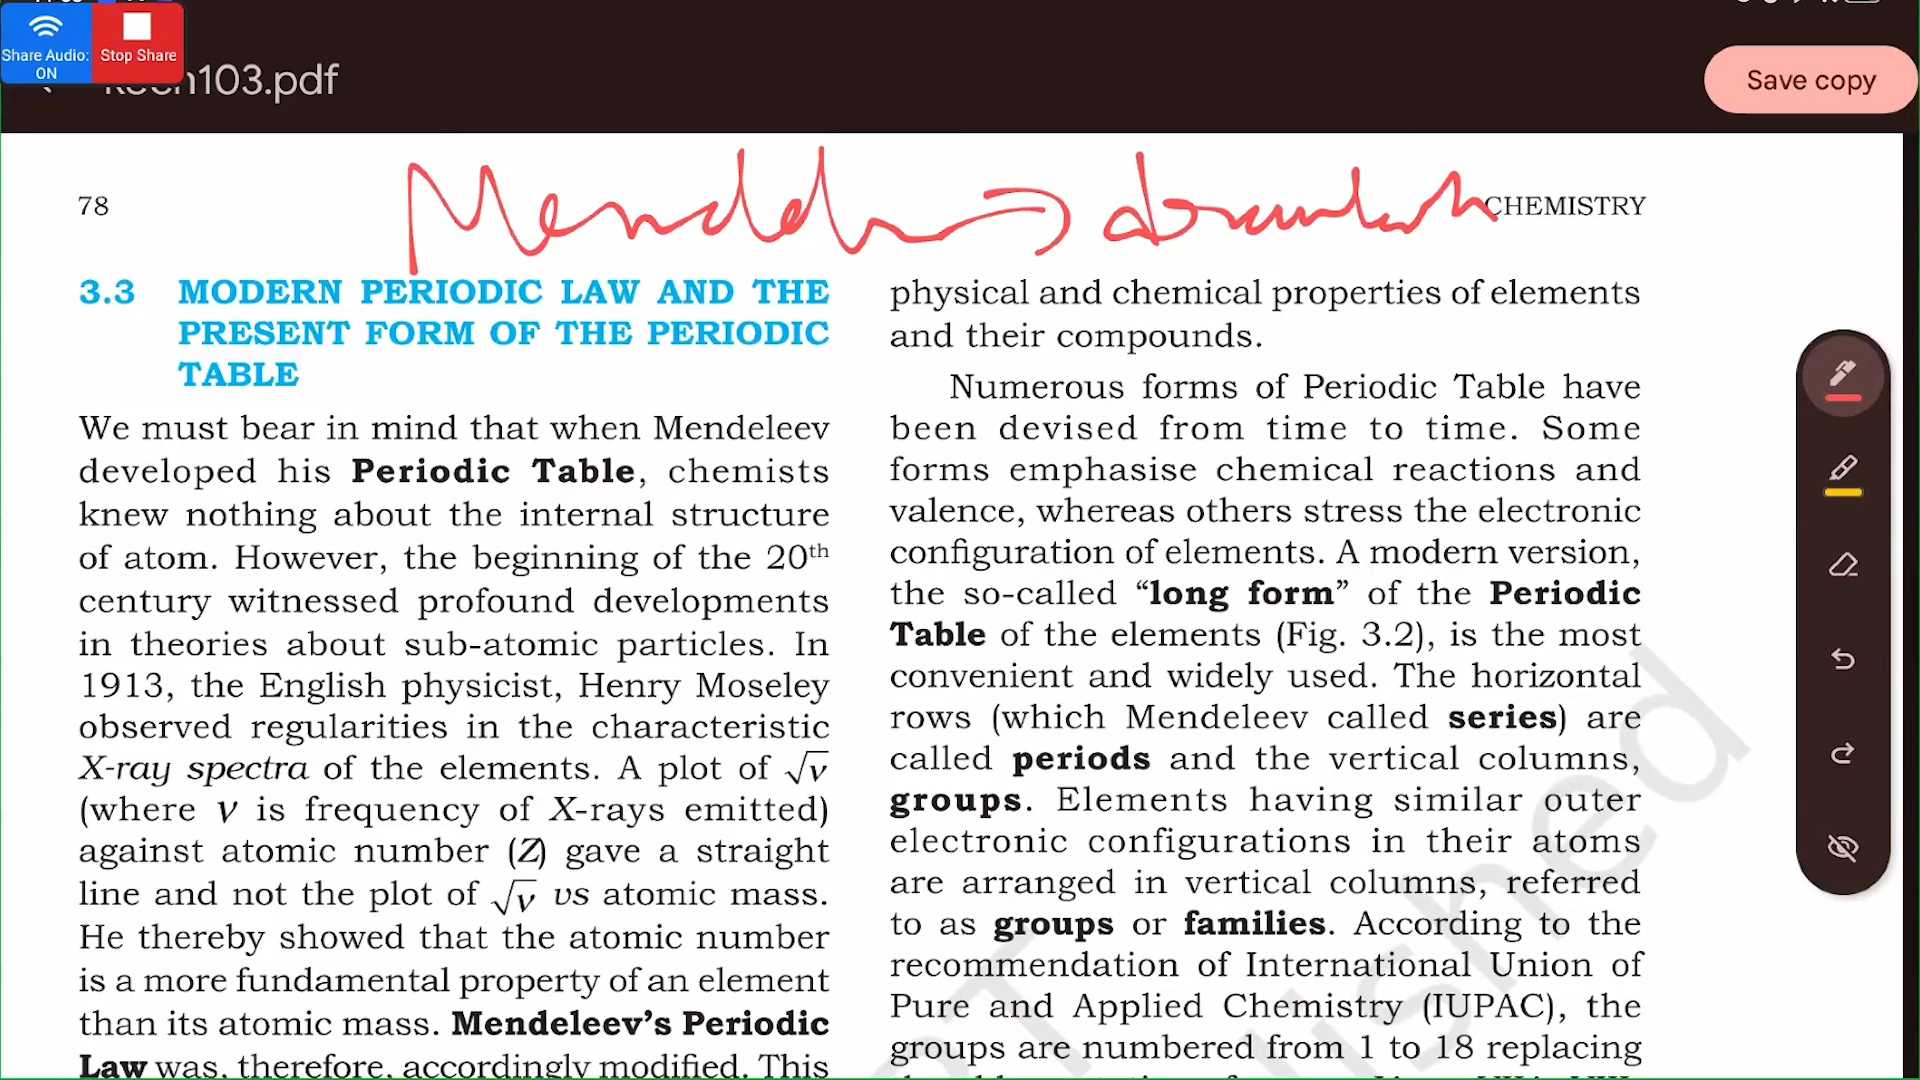 Share Audio: ON
Stop Share
103.pdf
Save copy
78
CHEMISTRY
3.3 MODERN PERIODIC LAW AND THE
PRESENT FORM OF THE PERIODIC
TABLE
We must bear in mind that when Mendeleev
developed his Periodic Table, chemists
knew nothing about the internal structure
of atom. However, the beginning of the 20th
century witnessed profound developments
in theories about sub-atomic particles. In
1913, the English physicist, Henry Moseley
observed regularities in the characteristic
X-ray spectra of the elements. A plot of √ν
(where ν is frequency of X-rays emitted)
against atomic number (Z) gave a straight
line and not the plot of √ν vs atomic mass.
He thereby showed that the atomic number
is a more fundamental property of an element
than its atomic mass. Mendeleev’s Periodic
Law was, therefore, accordingly modified. This
physical and chemical properties of elements
and their compounds.
Numerous forms of Periodic Table have
been devised from time to time. Some
forms emphasise chemical reactions and
valence, whereas others stress the electronic
configuration of elements. A modern version,
the so-called “long form” of the Periodic
Table of the elements (Fig. 3.2), is the most
convenient and widely used. The horizontal
rows (which Mendeleev called series) are
called periods and the vertical columns,
groups. Elements having similar outer
electronic configurations in their atoms
are arranged in vertical columns, referred
to as groups or families. According to the
recommendation of International Union of
Pure and Applied Chemistry (IUPAC), the
groups are numbered from 1 to 18 replacing